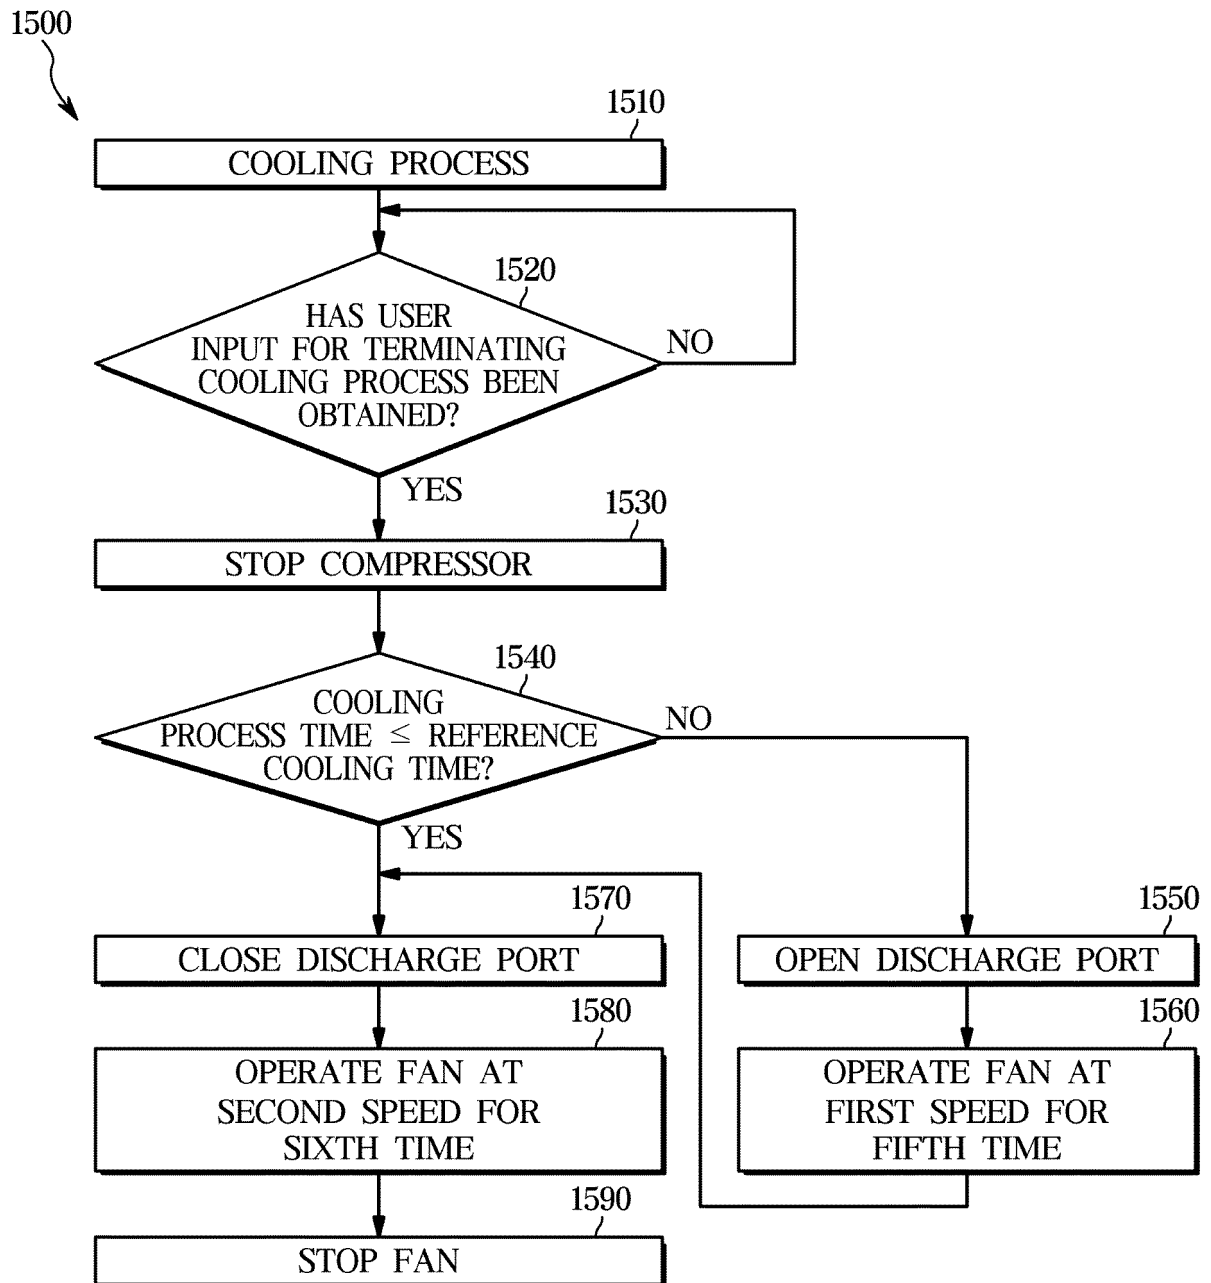 1500
1510
COOLING PROCESS
1520
HAS USER
INPUT FOR TERMINATING
COOLING PROCESS BEEN
OBTAINED?
NO
YES
1530
STOP COMPRESSOR
1540
COOLING
PROCESS TIME ≤ REFERENCE
COOLING TIME?
NO
YES
1570
CLOSE DISCHARGE PORT
1550
OPEN DISCHARGE PORT
1580
OPERATE FAN AT
SECOND SPEED FOR
SIXTH TIME
1560
OPERATE FAN AT
FIRST SPEED FOR
FIFTH TIME
1590
STOP FAN